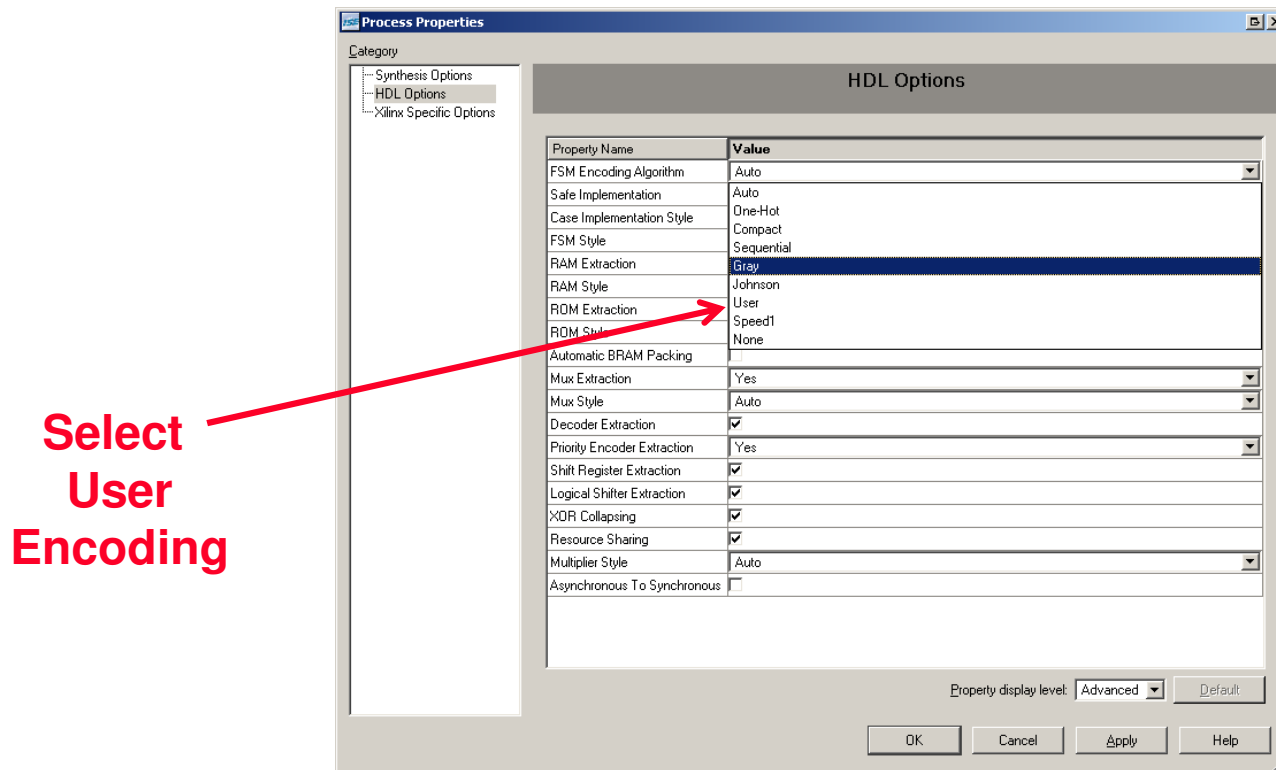 ISE Process Properties
Category
Synthesis Options
HDL Options
Xilinx Specific Options
HDL Options
Property Name Value
FSM Encoding Algorithm Auto
Safe Implementation Auto
One-Hot
Case Implementation Style
Compact
FSM Style
Sequential
RAM Extraction Gray
RAM Style Johnson
User
ROM Extraction
Speed1
ROM Style
None
Automatic BRAM Packing
Mux Extraction Yes
Mux Style Auto
Decoder Extraction
Priority Encoder Extraction Yes
Shift Register Extraction
Logical Shifter Extraction
XOR Collapsing
Resource Sharing
Multiplier Style Auto
Asynchronous To Synchronous
Property display level: Advanced Default
OK Cancel Apply Help
Select
User
Encoding